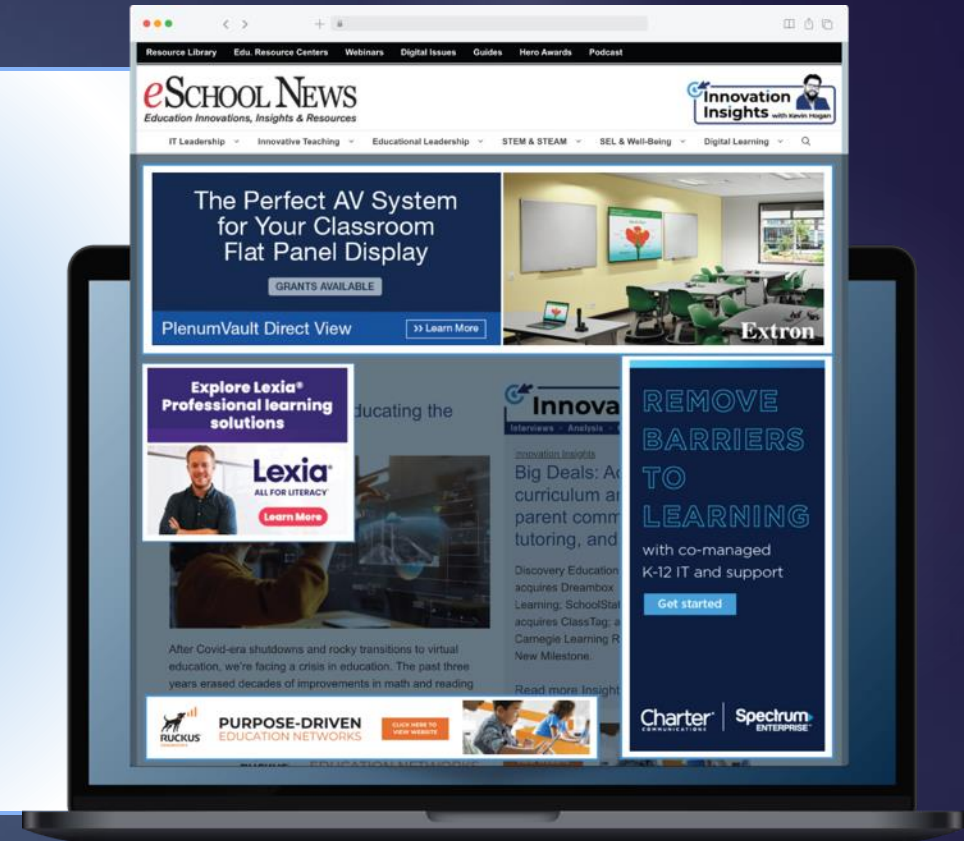 Resource Library Edu. Resource Centers Webinars Digital Issues Guides Hero Awards Podcast
eSCHOOL NEWS
Education Innovations, Insights & Resources
Innovation
Insights with Kevin Hogan
IT Leadership Innovative Teaching Educational Leadership STEM & STEAM SEL & Well-Being Digital Learning
The Perfect AV System
for Your Classroom
Flat Panel Display
GRANTS AVAILABLE
PlenumVault Direct View
>> Learn More
Extron
Explore Lexia®
Professional learning
solutions
Lexia®
ALL FOR LITERACY
Learn More
ducating the
Innova
Interviews · Analysis ·
Innovation Insights
Big Deals:
curriculum
parent comm
tutoring, and
Discovery Education
acquires Dreambox
Learning;
acquires ClassTag;
Carnegie Learning
New Milestone.
Read more Insight
REMOVE
BARRIERS
TO
LEARNING
with co-managed
K-12 IT and support
Get started
Charter
COMMUNICATIONS
Spectrum
ENTERPRISE
After Covid-era shutdowns and rocky transitions to virtual
education, we're facing a crisis in education. The past three
years erased decades of improvements in math and reading
RUCKUS
PURPOSE-DRIVEN
EDUCATION NETWORKS
CLICK HERE TO
VIEW WEBSITE
EDUCATION NETWORKS